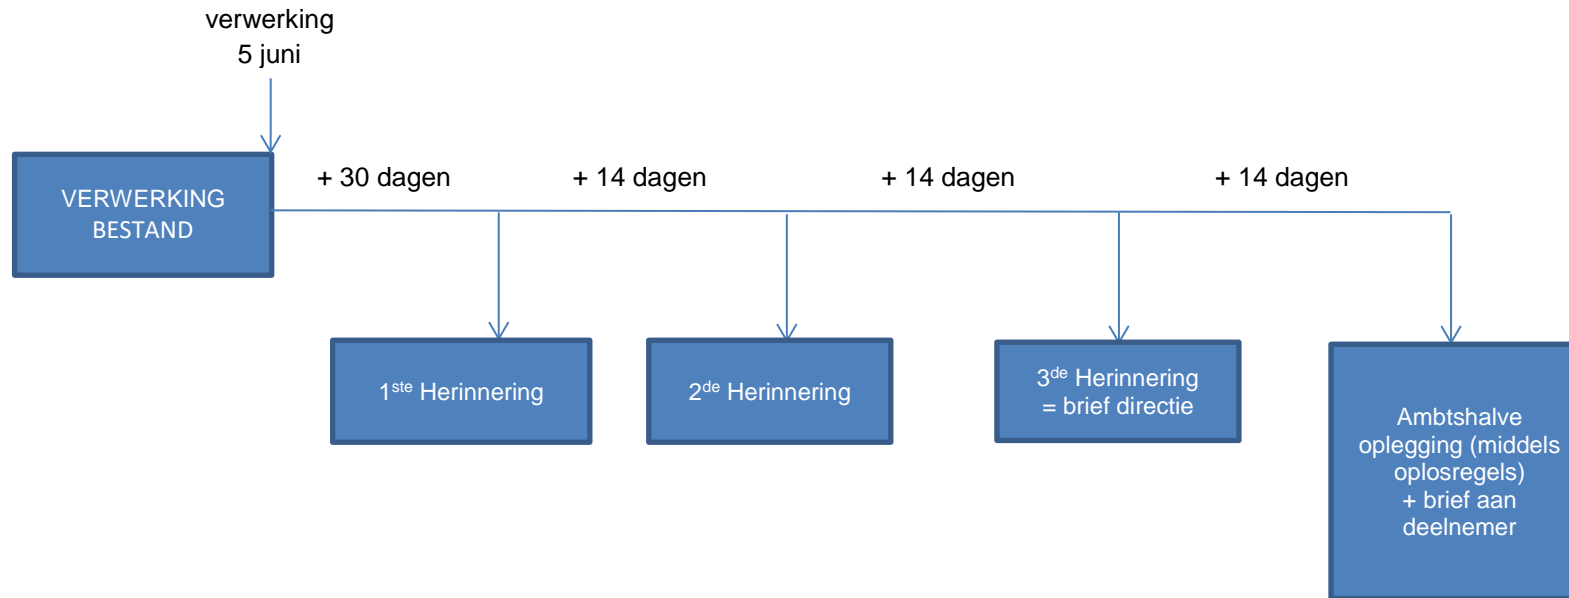 verwerking
5 juni
VERWERKING
BESTAND
+ 30 dagen
+ 14 dagen
+ 14 dagen
+ 14 dagen
1ste Herinnering
2de Herinnering
3de Herinnering
= brief directie
Ambtshalve
oplegging (middels
oplosregels)
+ brief aan
deelnemer